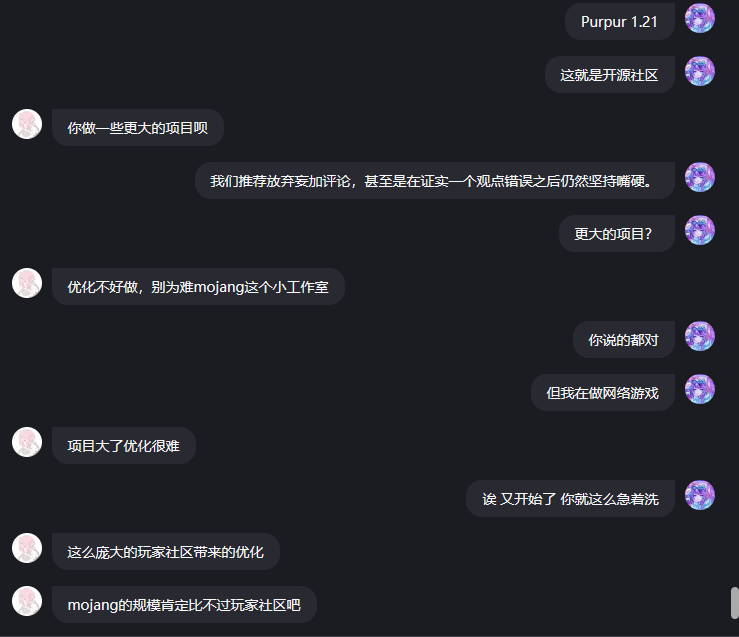 Purpur 1.21
这就是开源社区
你做一些更大的项目呗
我们推荐放弃妄加评论，甚至是在证实一个观点错误之后仍然坚持嘴硬。
更大的项目？
优化不好做，别为难mojang这个小工作室
你说的都对
但我在做网络游戏
项目大了优化很难
诶 又开始了 你就这么急着洗
这么庞大的玩家社区带来的优化
mojang的规模肯定比不过玩家社区吧